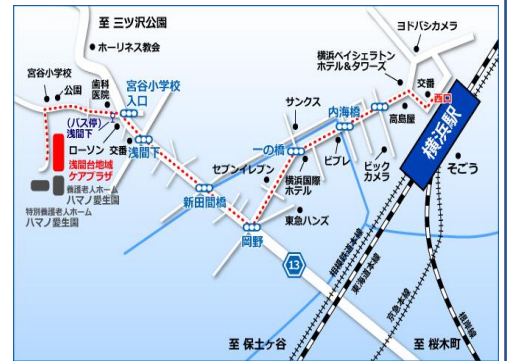 至 三ツ沢公園
ホーリネス教会
ヨドバシカメラ
横浜ベイシェラトン
ホテル＆タワーズ
交番
西口
高島屋
横浜駅
そごう
宮谷小学校
公園
歯科
医院
宮谷小学校
入口
(バス停)
浅間下
ローソン
交番
浅間下
浅間台地域
ケアプラザ
養護老人ホーム
ハマノ愛生園
特別養護老人ホーム
ハマノ愛生園
サンクス
内海橋
一の橋
ビブレ
ビック
カメラ
セブンイレブン
横浜国際
ホテル
新田間橋
東急ハンズ
岡野
13
相模鉄道本線
東海道本線
京急本線
根岸線
至 保土ヶ谷
至 桜木町